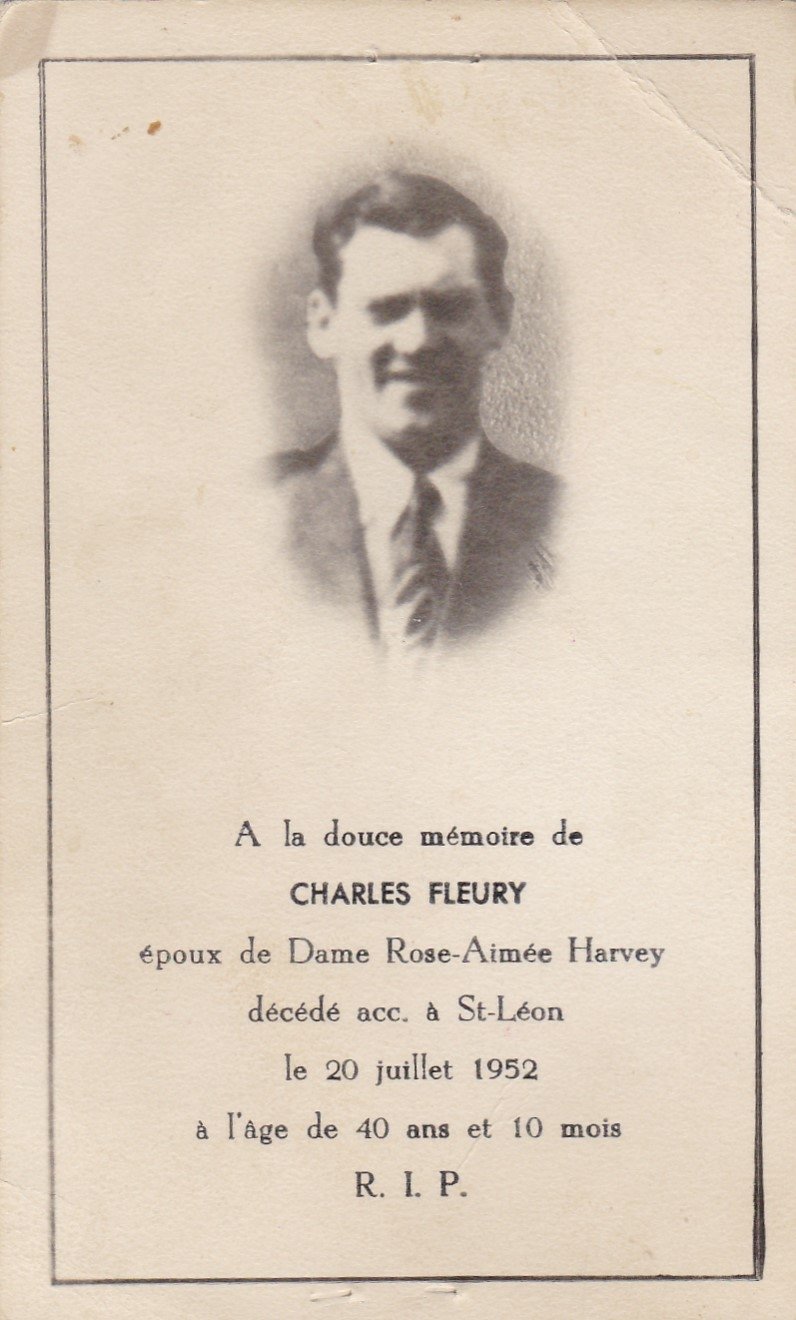 A la douce mémoire de
CHARLES FLEURY
époux de Dame Rose-Aimée Harvey
décédé acc. à St-Léon
le 20 juillet 1952
à l'âge de 40 ans et 10 mois
R. I. P.